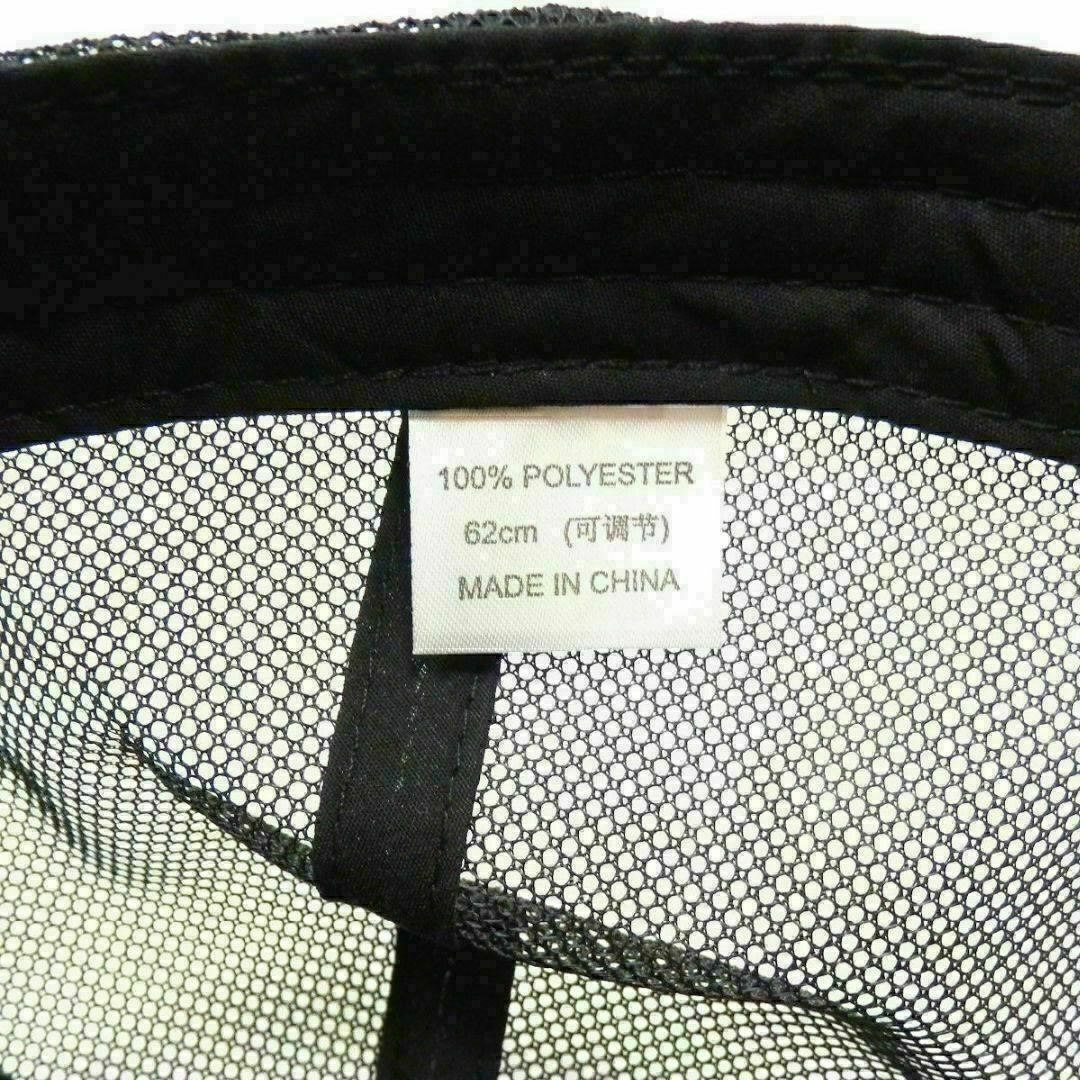 100% POLYESTER
62cm (可调节)
MADE IN CHINA